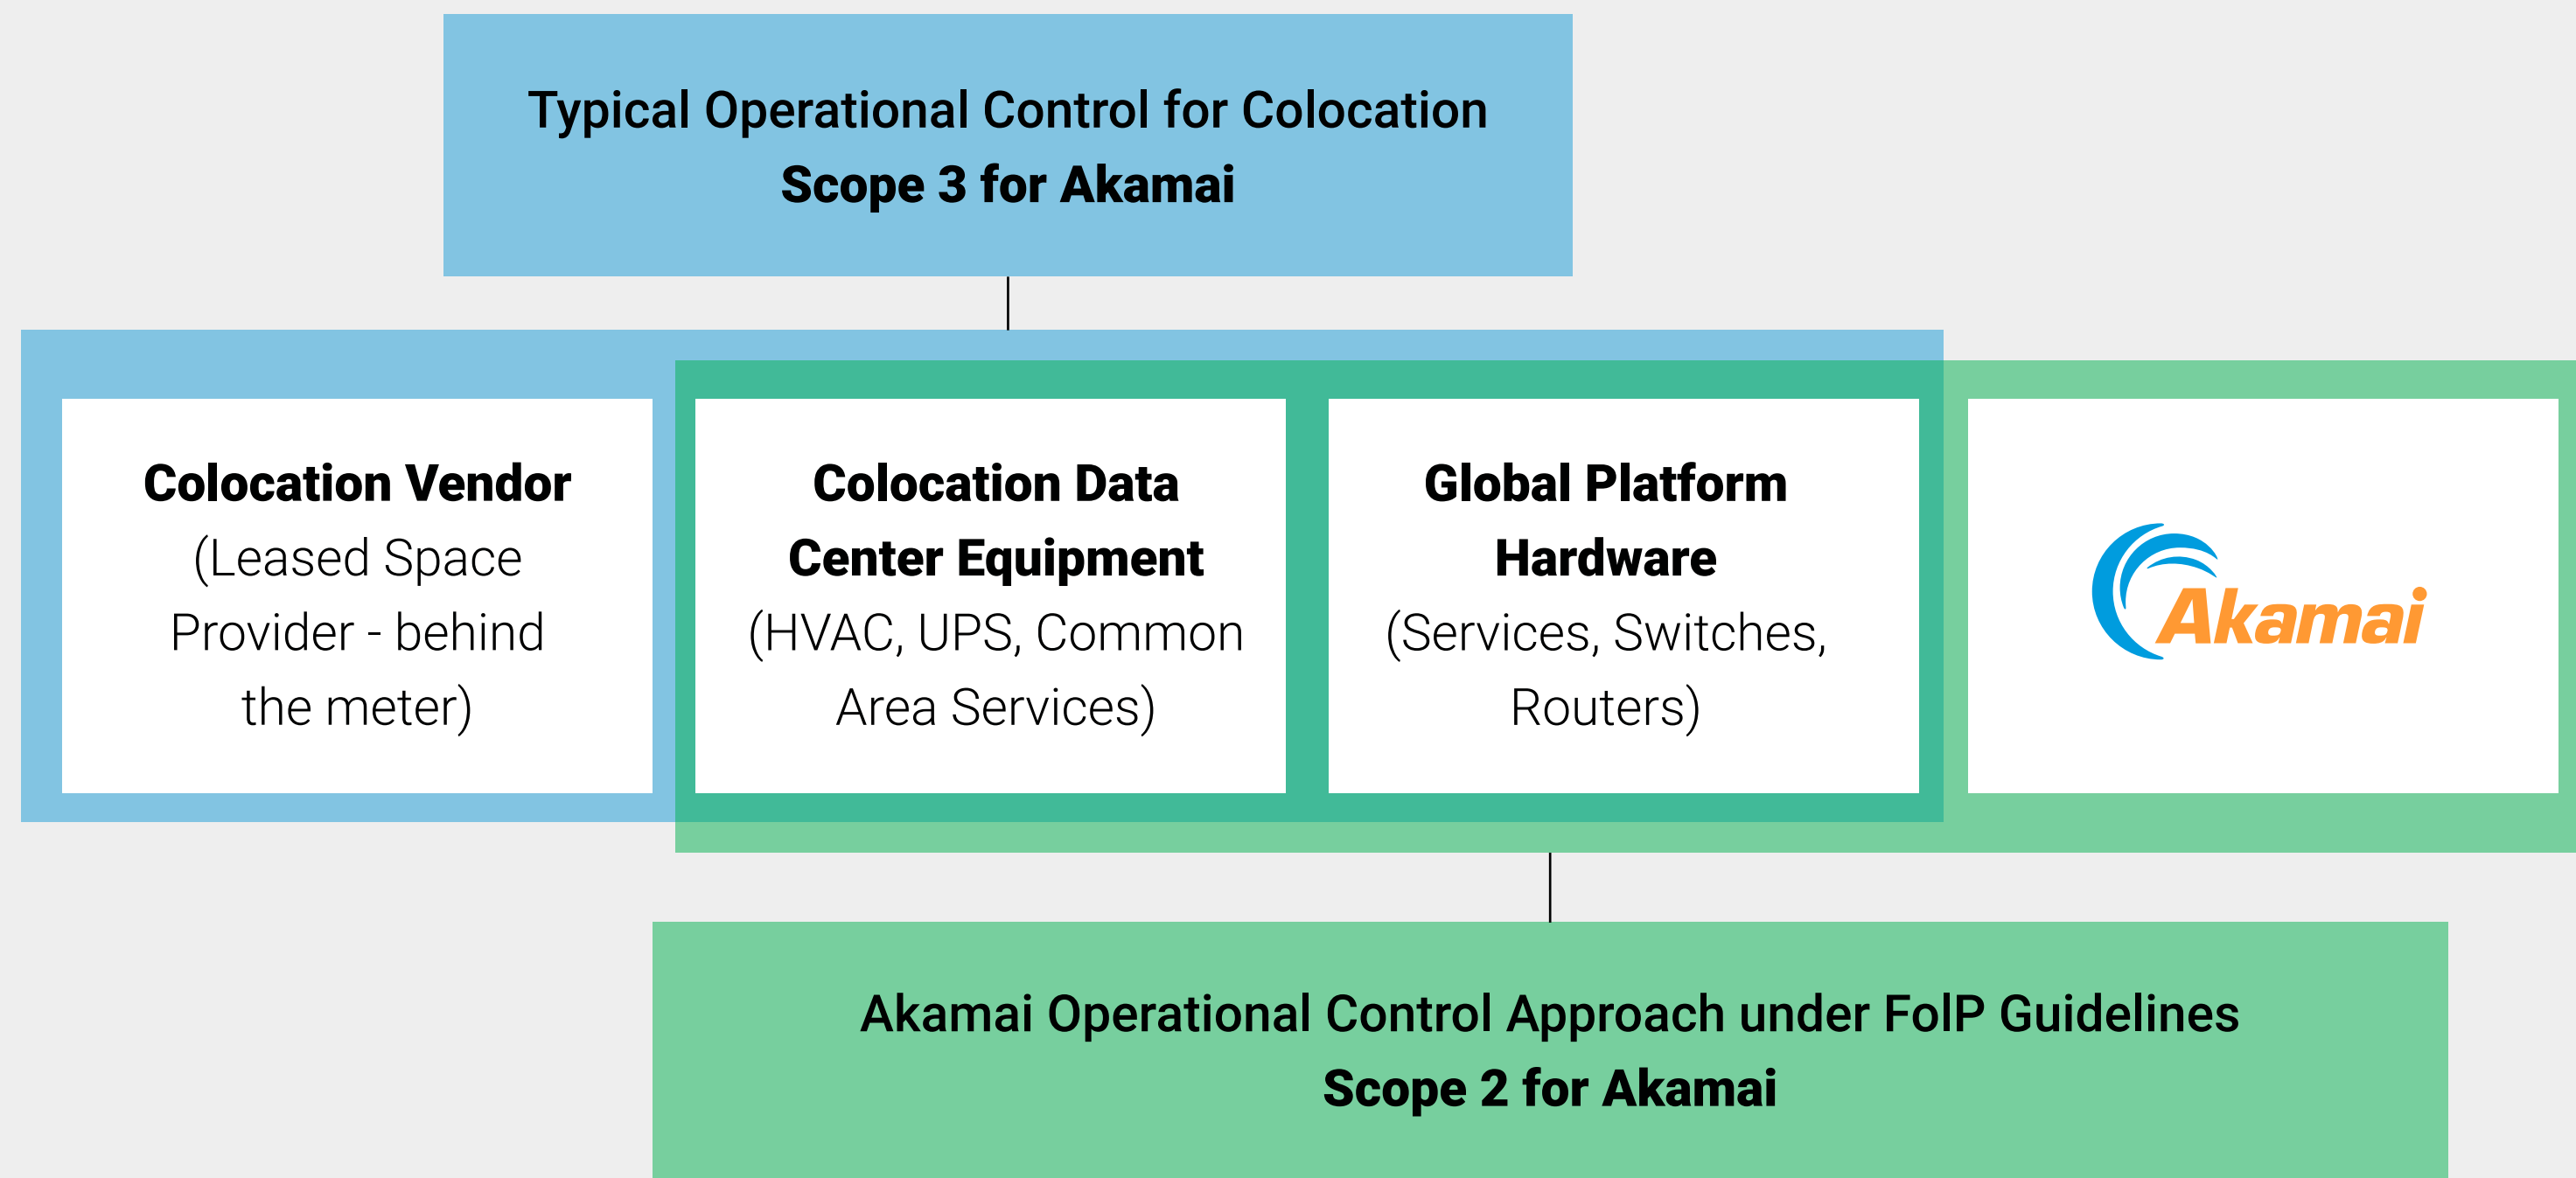 Typical Operational Control for Colocation
Scope 3 for Akamai
Colocation Vendor
(Leased Space
Provider - behind
the meter)
Colocation Data
Center Equipment
(HVAC, UPS, Common
Area Services)
Global Platform
Hardware
(Services, Switches,
Routers)
Akamai
Akamai Operational Control Approach under FoIP Guidelines
Scope 2 for Akamai